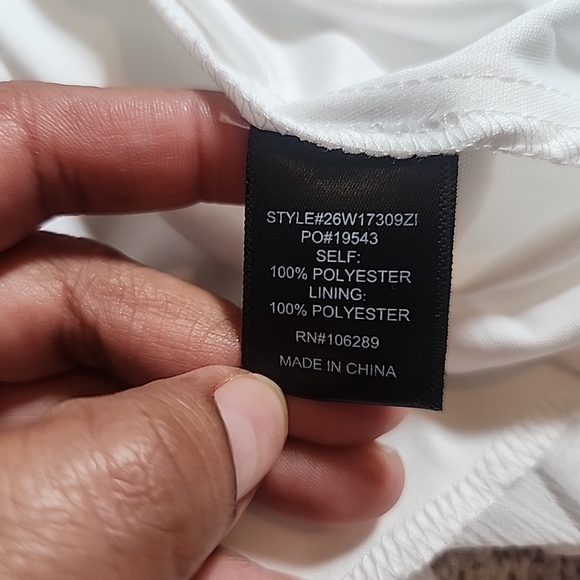 STYLE#26W17309ZI
PO#19543
SELF:
100% POLYESTER
LINING:
100% POLYESTER
RN#106289
MADE IN CHINA